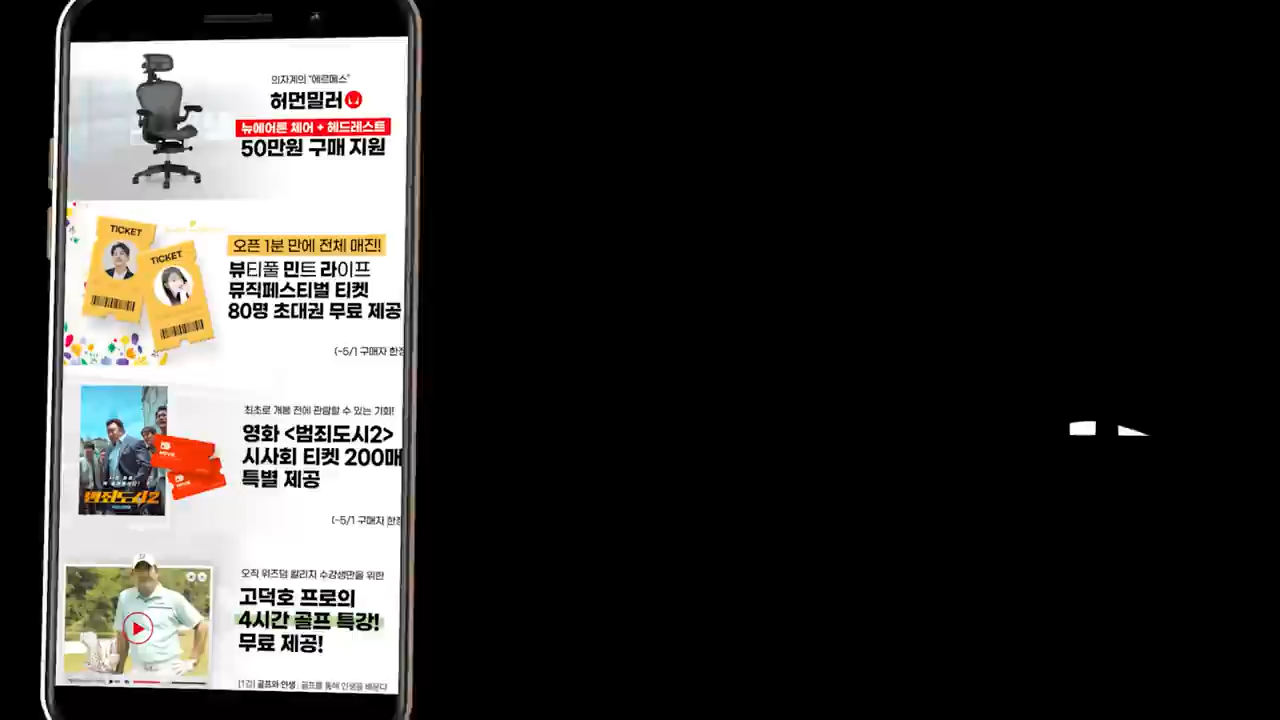 의자계의 "에르메스"
허먼밀러
뉴에어론 체어 + 헤드레스트
50만원 구매 지원
TICKET
TICKET
오픈 1분 만에 전체 매진!
뷰티풀 민트 라이프
뮤직페스티벌 티켓
80명 초대권 무료 제공
(~5/1 구매자 한정
최초로 개봉 전에 관람할 수 있는 기회!
영화 <범죄도시2>
시사회 티켓 200매
특별 제공
범죄도시2
(~5/1 구매자 한정
오직 위즈덤 칼리지 수강생만을 위한
고덕호 프로의
4시간 골프 특강!
무료 제공!
[1강] 골프와 인생 : 골프를 통해 인생을 배운다